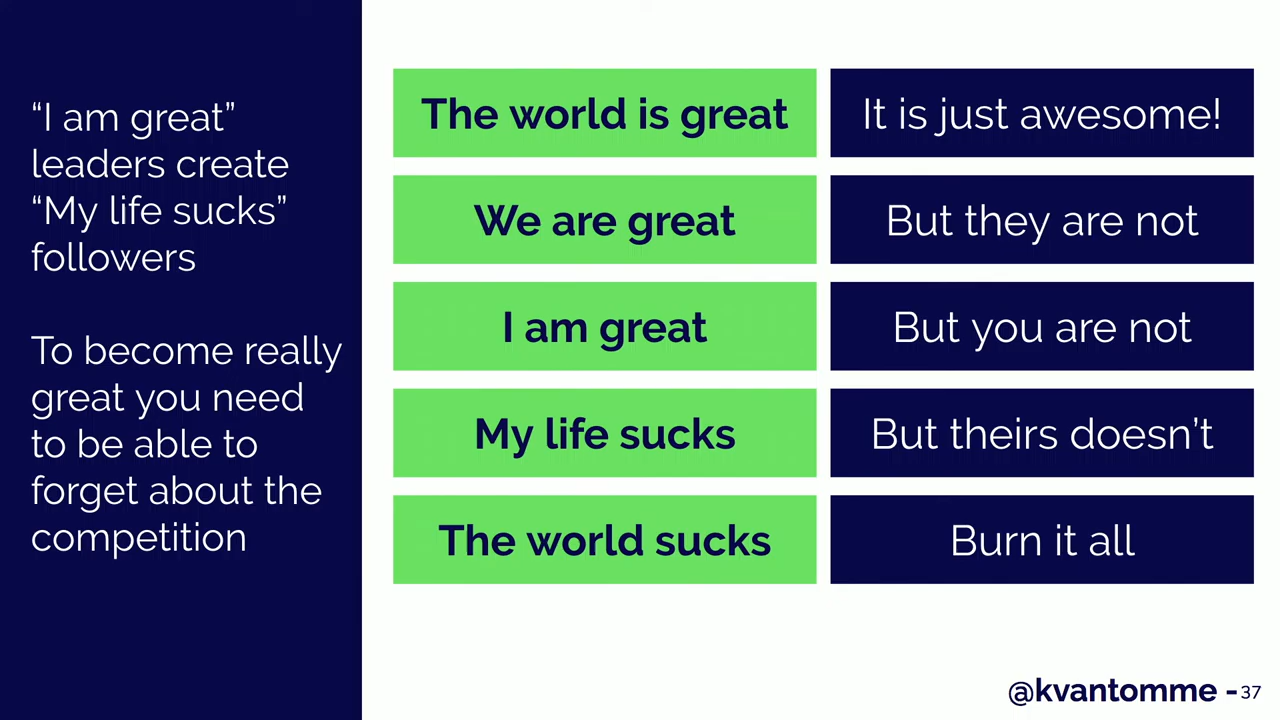 “I am great”
leaders create
“My life sucks”
followers
To become really
great you need
to be able to
forget about the
competition
The world is great
It is just awesome!
We are great
But they are not
I am great
But you are not
My life sucks
But theirs doesn’t
The world sucks
Burn it all
@kvantomme - 37